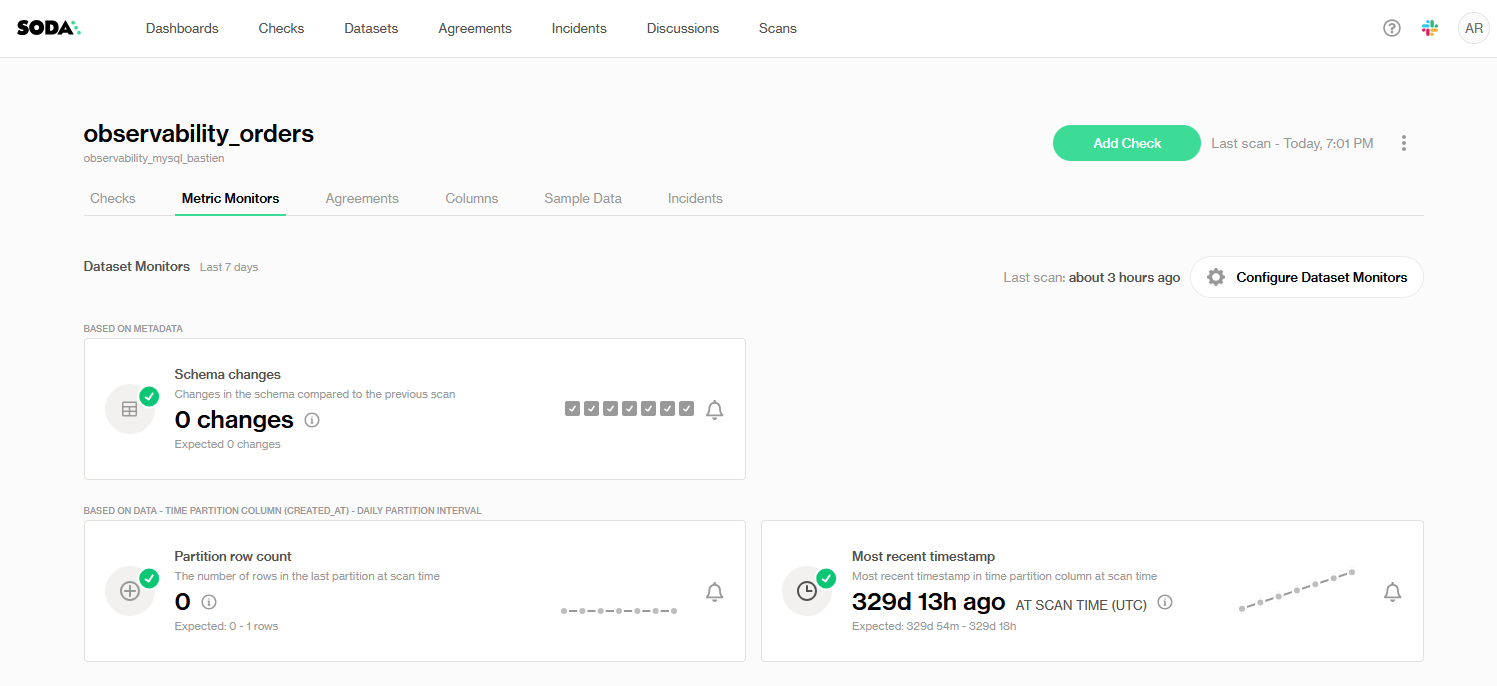 SODA
Dashboards Checks Datasets Agreements Incidents Discussions Scans
AR
observability_orders
observability_mysql_bastien
Add Check
Last scan - Today, 7:01 PM
Checks Metric Monitors Agreements Columns Sample Data Incidents
Dataset Monitors Last 7 days
Last scan: about 3 hours ago
Configure Dataset Monitors
BASED ON METADATA
Schema changes
Changes in the schema compared to the previous scan
0 changes
Expected 0 changes
BASED ON DATA - TIME PARTITION COLUMN (CREATED_AT) - DAILY PARTITION INTERVAL
Partition row count
The number of rows in the last partition at scan time
0
Expected: 0 - 1 rows
Most recent timestamp
Most recent timestamp in time partition column at scan time
329d 13h ago AT SCAN TIME (UTC)
Expected: 329d 54m - 329d 18h